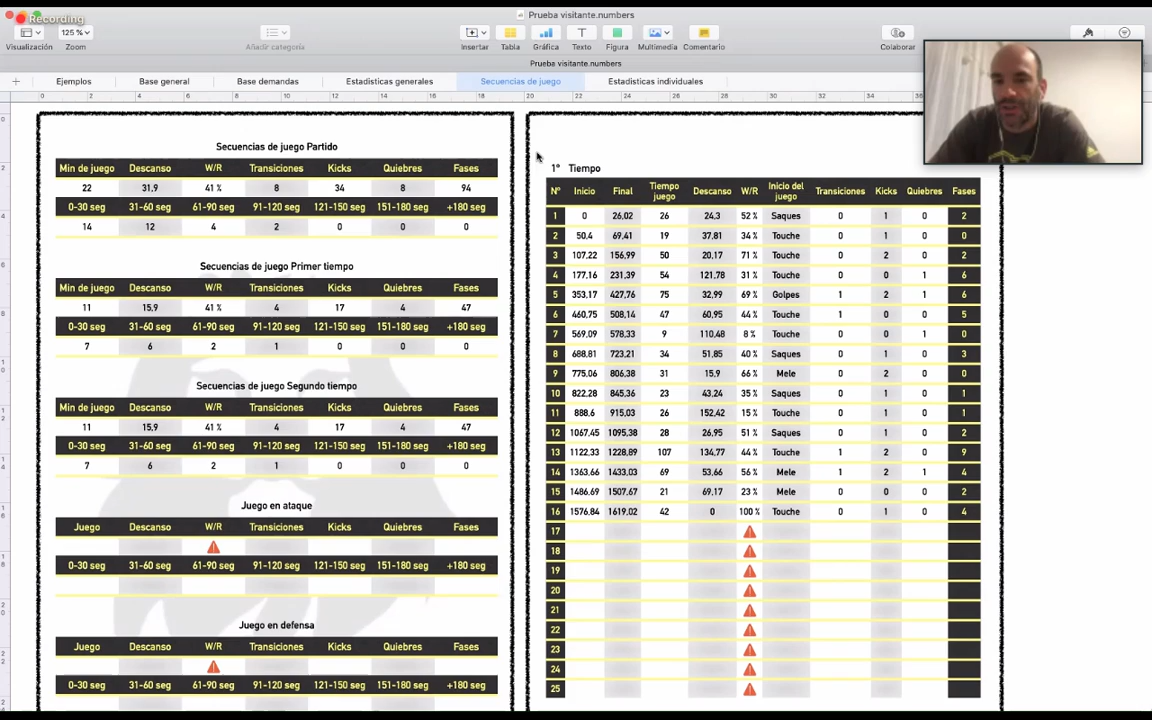 Recording
Prueba visitante.numbers
125 %
Visualización Zoom Añadir categoría Insertar Tabla Gráfica Texto Figura Multimedia Comentario Colaborar
Prueba visitante.numbers
Ejemplos Base general Base demandas Estadisticas generales Secuencias de juego Estadisticas individuales
0 2 4 6 8 10 12 14 16 18 20 22 24 26 28 30 32 34 36
Secuencias de juego Partido
Min de juego Descanso W/R Transiciones Kicks Quiebres Fases
22 31,9 41 % 8 34 8 94
0-30 seg 31-60 seg 61-90 seg 91-120 seg 121-150 seg 151-180 seg +180 seg
14 12 4 2 0 0 0
Secuencias de juego Primer tiempo
Min de juego Descanso W/R Transiciones Kicks Quiebres Fases
11 15,9 41 % 4 17 4 47
0-30 seg 31-60 seg 61-90 seg 91-120 seg 121-150 seg 151-180 seg +180 seg
7 6 2 1 0 0 0
Secuencias de juego Segundo tiempo
Min de juego Descanso W/R Transiciones Kicks Quiebres Fases
11 15,9 41 % 4 17 4 47
0-30 seg 31-60 seg 61-90 seg 91-120 seg 121-150 seg 151-180 seg +180 seg
7 6 2 1 0 0 0
Juego en ataque
Juego Descanso W/R Transiciones Kicks Quiebres Fases
0-30 seg 31-60 seg 61-90 seg 91-120 seg 121-150 seg 151-180 seg +180 seg
Juego en defensa
Juego Descanso W/R Transiciones Kicks Quiebres Fases
0-30 seg 31-60 seg 61-90 seg 91-120 seg 121-150 seg 151-180 seg +180 seg
1º Tiempo
Nº Inicio Final Tiempo juego Descanso W/R Inicio del juego Transiciones Kicks Quiebres Fases
1 0 26,02 26 24,3 52 % Saques 0 1 0 2
2 50,4 69,41 19 37,81 34 % Touche 0 1 0 0
3 107,22 156,99 50 20,17 71 % Touche 0 2 0 2
4 177,16 231,39 54 121,78 31 % Touche 0 0 1 6
5 353,17 427,76 75 32,99 69 % Golpes 1 2 1 6
6 460,75 508,14 47 60,95 44 % Touche 1 0 0 5
7 569,09 578,33 9 110,48 8 % Touche 0 0 1 0
8 688,81 723,21 34 51,85 40 % Saques 0 1 0 3
9 775,06 806,38 31 15,9 66 % Mele 0 2 0 0
10 822,28 845,36 23 43,24 35 % Saques 0 1 0 1
11 888,6 915,03 26 152,42 15 % Touche 0 1 0 1
12 1067,45 1095,38 28 26,95 51 % Saques 0 1 0 2
13 1122,33 1228,89 107 134,77 44 % Touche 1 2 0 9
14 1363,66 1433,03 69 53,66 56 % Mele 1 2 1 4
15 1486,69 1507,67 21 69,17 23 % Mele 0 0 0 2
16 1576,84 1619,02 42 0 100 % Touche 0 1 0 4
17
18
19
20
21
22
23
24
25